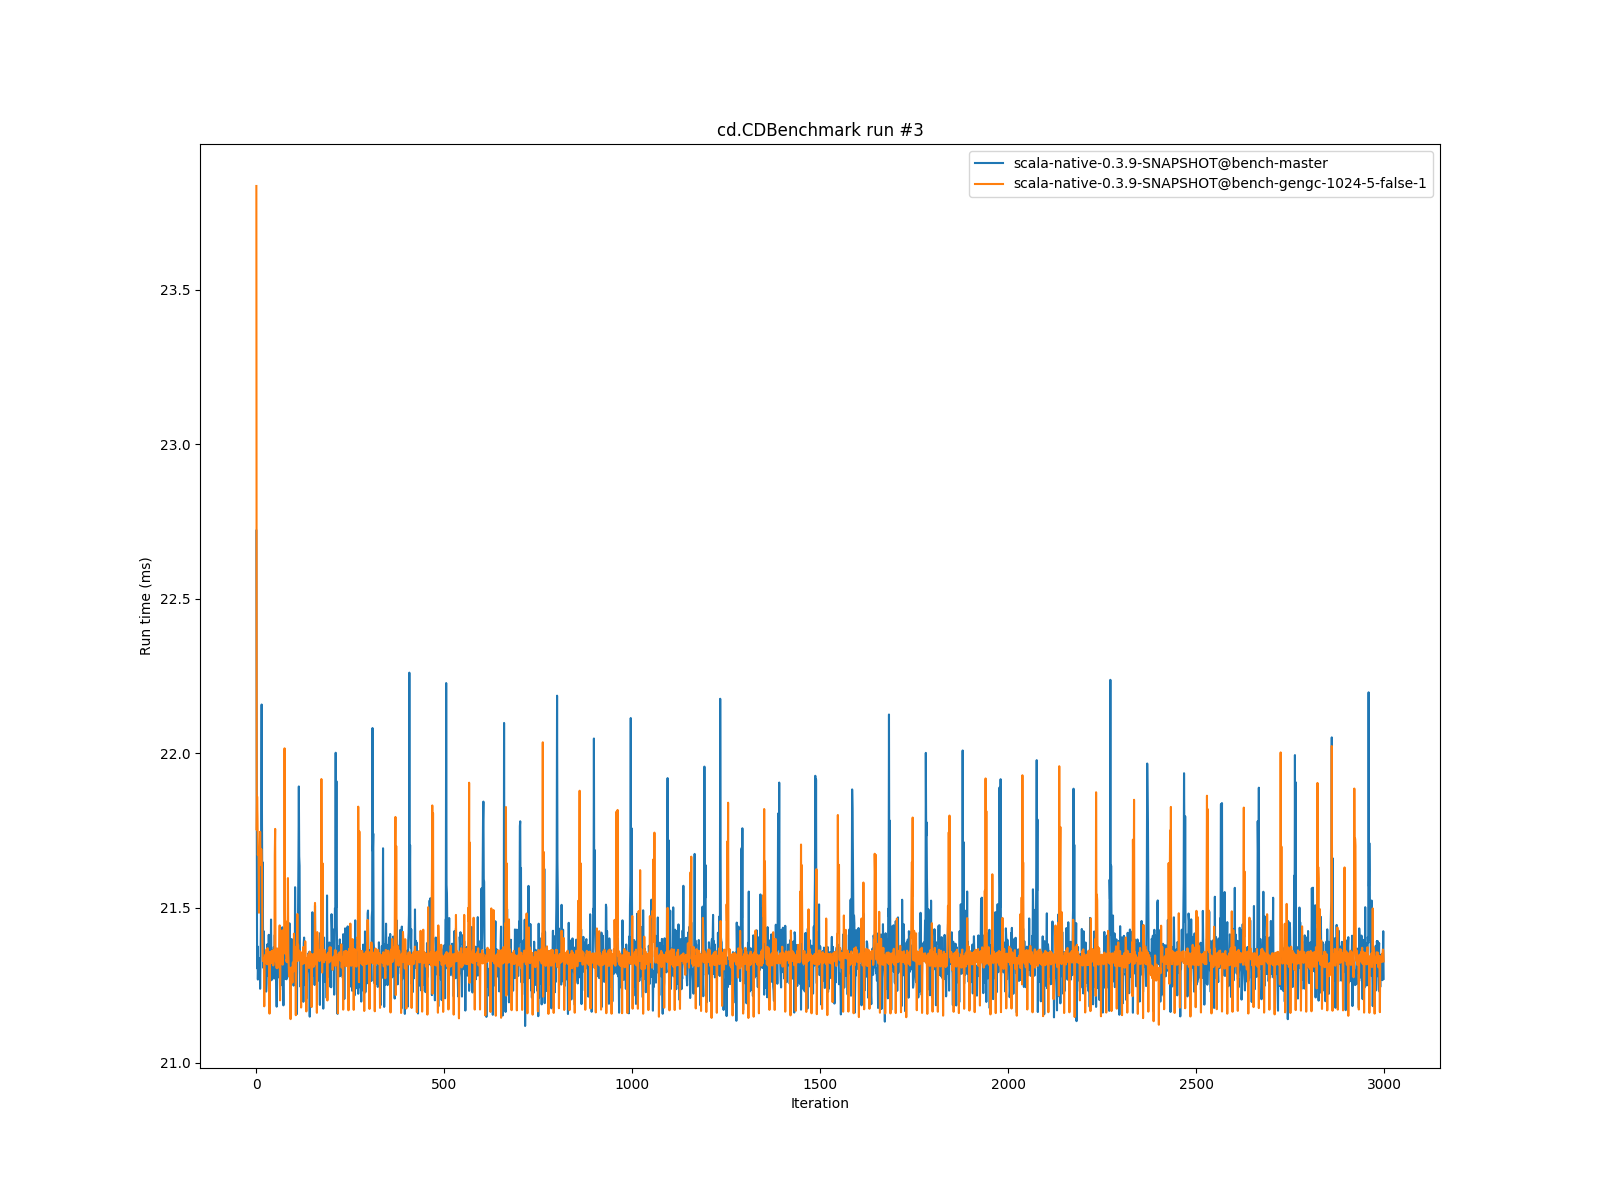 cd.CDBenchmark run #3
scala-native-0.3.9-SNAPSHOT@bench-master
scala-native-0.3.9-SNAPSHOT@bench-gengc-1024-5-false-1
Run time (ms)
23.5
23.0
22.5
22.0
21.5
21.0
0 500 1000 1500 2000 2500 3000
Iteration